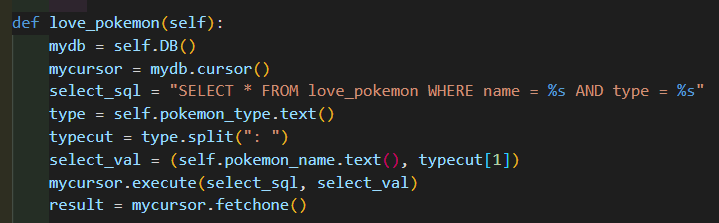 def love_pokemon(self):
    mydb = self.DB()
    mycursor = mydb.cursor()
    select_sql = "SELECT * FROM love_pokemon WHERE name = %s AND type = %s"
    type = self.pokemon_type.text()
    typecut = type.split(": ")
    select_val = (self.pokemon_name.text(), typecut[1])
    mycursor.execute(select_sql, select_val)
    result = mycursor.fetchone()